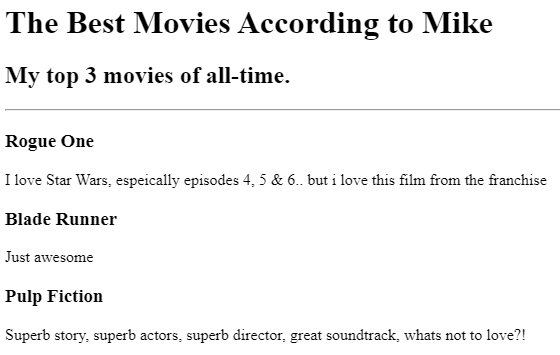 The Best Movies According to Mike
My top 3 movies of all-time.
Rogue One
I love Star Wars, espeically episodes 4, 5 & 6.. but i love this film from the franchise
Blade Runner
Just awesome
Pulp Fiction
Superb story, superb actors, superb director, great soundtrack, whats not to love?!